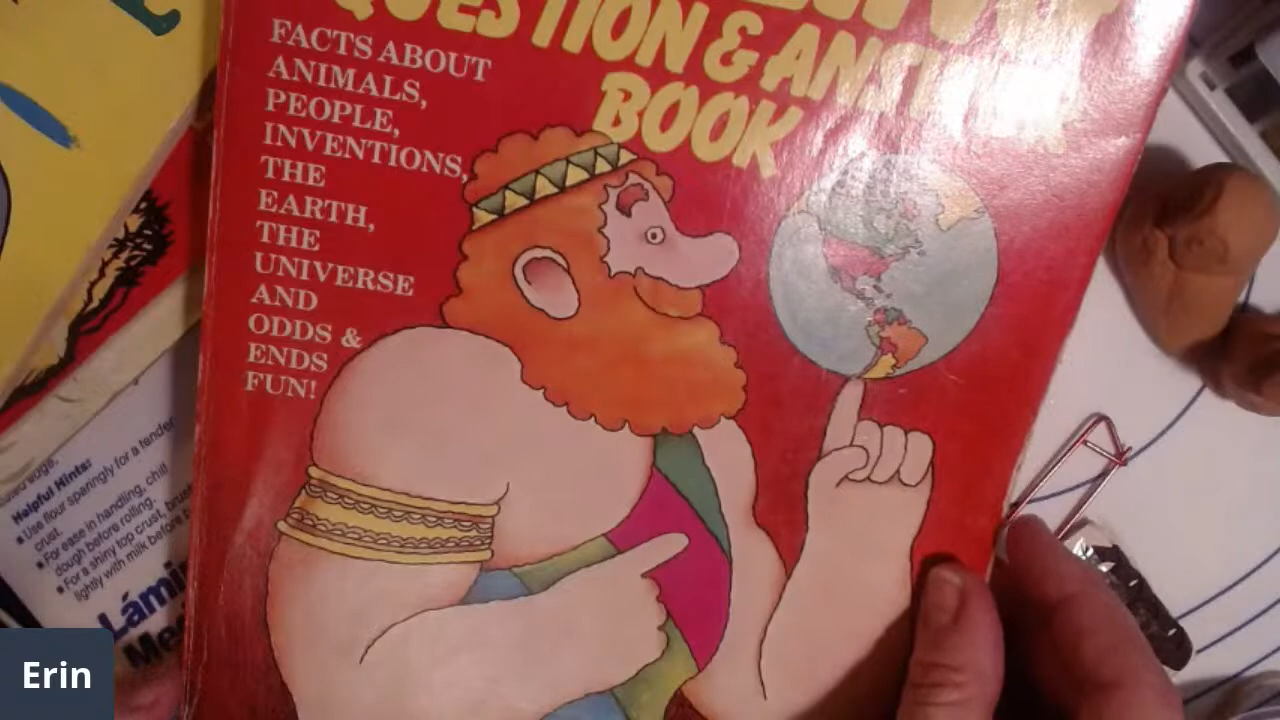 QUESTION & ANSWER
BOOK
FACTS ABOUT
ANIMALS,
PEOPLE,
INVENTIONS,
THE
EARTH,
THE
UNIVERSE
AND
ODDS &
ENDS
FUN!
Helpful Hints:
Use flour sparingly for a tender
crust.
For ease in handling, chill
dough before rolling.
For a shiny top crust, brush
lightly with milk before
Lámi
Erin